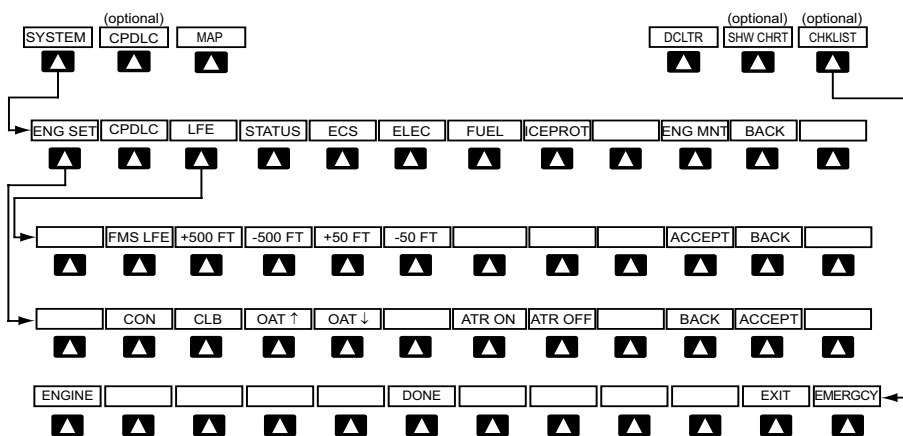 (optional) (optional) (optional)
SYSTEM CPDLC MAP DCLTR SHW CHRT CHKLIST
ENG SET CPDLC LFE STATUS ECS ELEC FUEL ICEPROT ENG MNT BACK
FMS LFE +500 FT -500 FT +50 FT -50 FT ACCEPT BACK
CON CLB OAT ↑ OAT ↓ ATR ON ATR OFF BACK ACCEPT
ENGINE DONE EXIT EMERGCY